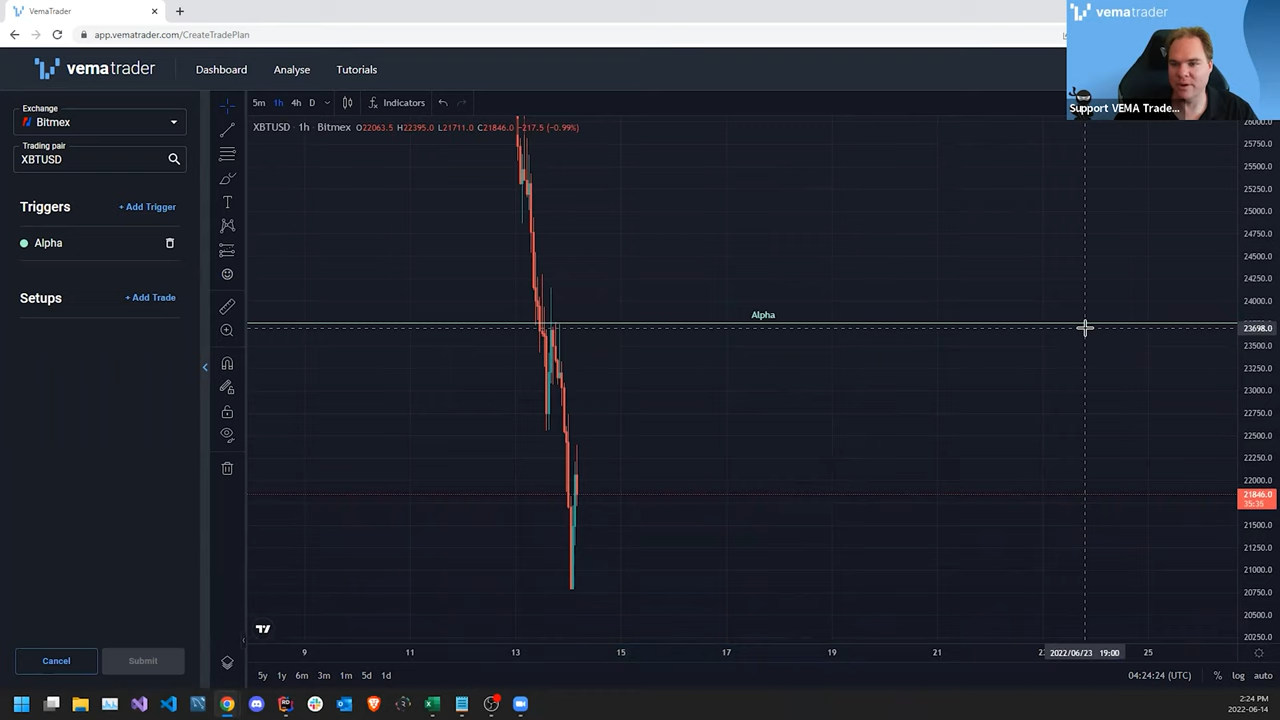 VemaTrader
app.vematrader.com/CreateTradePlan
vematrader
Support VEMA Trade...
vematrader
Dashboard
Analyse
Tutorials
Exchange
Bitmex
Trading pair
XBTUSD
Triggers
+ Add Trigger
Alpha
Setups
+ Add Trade
Cancel
Submit
5m 1h 4h D
Indicators
XBTUSD · 1h · Bitmex O22063.5 H22395.0 L21711.0 C21846.0 -217.5 (-0.99%)
Alpha
26000.0
25750.0
25500.0
25250.0
25000.0
24750.0
24500.0
24250.0
24000.0
23698.0
23500.0
23250.0
23000.0
22750.0
22500.0
22250.0
22000.0
21846.0
35:35
21500.0
21250.0
21000.0
20750.0
20500.0
20250.0
9 11 13 15 17 19 21 25
2022/06/23 19:00
5y 1y 6m 3m 1m 5d 1d
04:24:24 (UTC)
% log auto
2:24 PM
2022-06-14